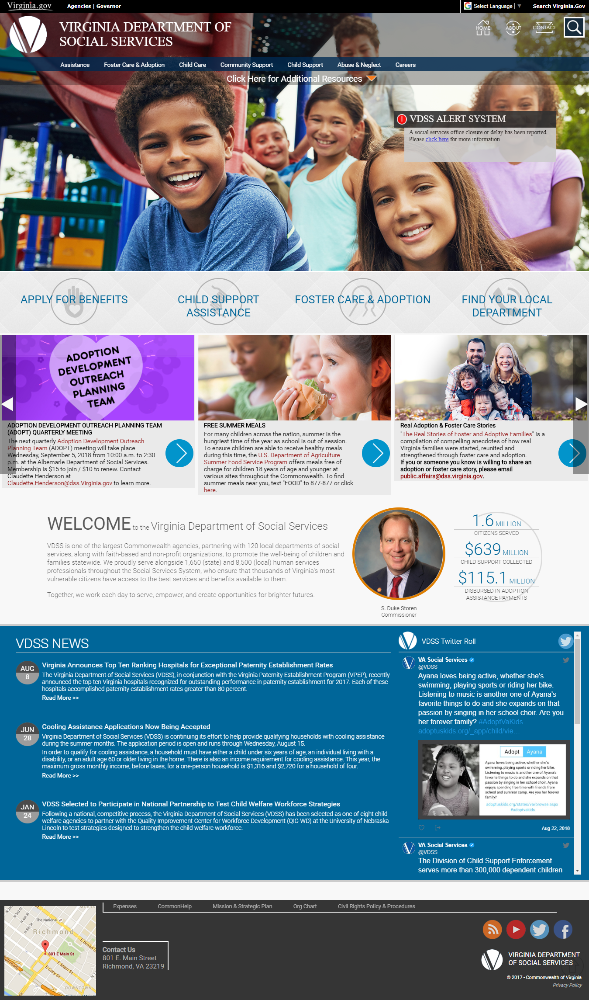 Virginia.gov
Agencies | Governor
Select Language
Search Virginia.Gov
VIRGINIA DEPARTMENT OF
SOCIAL SERVICES
HOME
ABOUT
CONTACT
Assistance
Foster Care & Adoption
Child Care
Community Support
Child Support
Abuse & Neglect
Careers
Click Here for Additional Resources
VDSS ALERT SYSTEM
A social services office closure or delay has been reported.
Please click here for more information.
APPLY FOR BENEFITS
CHILD SUPPORT
ASSISTANCE
FOSTER CARE & ADOPTION
FIND YOUR LOCAL
DEPARTMENT
ADOPTION
DEVELOPMENT
OUTREACH
PLANNING
TEAM
ADOPTION DEVELOPMENT OUTREACH PLANNING TEAM
(ADOPT) QUARTERLY MEETING
The next quarterly Adoption Development Outreach
Planning Team (ADOPT) meeting will take place
Wednesday, September 5, 2018 from 10:00 a.m. to 2:30
p.m. at the Albemarle Department of Social Services.
Membership is $15 to join / $10 to renew. Contact
Claudette Henderson at
Claudette.Henderson@dss.Virginia.gov to learn more.
FREE SUMMER MEALS
For many children across the nation, summer is the
hungriest time of the year as school is out of session.
To ensure children are able to receive healthy meals
during this time, the U.S. Department of Agriculture
Summer Food Service Program offers meals free of
charge for children 18 years of age and younger at
various sites throughout the Commonwealth. To find
summer meals near you, text "FOOD" to 877-877 or click
here.
Real Adoption & Foster Care Stories
"The Real Stories of Foster and Adoptive Families" is a
compilation of compelling anecdotes of how real
Virginia families were started, reunited and
strengthened through foster care and adoption.
If you or someone you know is willing to share an
adoption or foster care story, please email
public.affairs@dss.virginia.gov.
WELCOME to the Virginia Department of Social Services
VDSS is one of the largest Commonwealth agencies, partnering with 120 local departments of social
services, along with faith-based and non-profit organizations, to promote the well-being of children and
families statewide. We proudly serve alongside 1,650 (state) and 8,500 (local) human services
professionals throughout the Social Services System, who ensure that thousands of Virginia's most
vulnerable citizens have access to the best services and benefits available to them.
Together, we work each day to serve, empower, and create opportunities for brighter futures.
S. Duke Storen
Commissioner
1.6 MILLION
CITIZENS SERVED
$639 MILLION
CHILD SUPPORT COLLECTED
$115.1 MILLION
DISBURSED IN ADOPTION
ASSISTANCE PAYMENTS
VDSS NEWS
AUG
8
Virginia Announces Top Ten Ranking Hospitals for Exceptional Paternity Establishment Rates
The Virginia Department of Social Services (VDSS), in conjunction with the Virginia Paternity Establishment Program (VPEP), recently
announced the top ten Virginia hospitals recognized for outstanding performance in paternity establishment for 2017. Each of these
hospitals accomplished paternity establishment rates greater than 80 percent.
Read More >>
JUN
28
Cooling Assistance Applications Now Being Accepted
Virginia Department of Social Services (VDSS) is continuing its effort to help provide qualifying households with cooling assistance
during the summer months. The application period is open and runs through Wednesday, August 15.
In order to qualify for cooling assistance, a household must have either a child under six years of age, an individual living with a
disability, or an adult age 60 or older living in the home. There is also an income requirement for cooling assistance. This year, the
maximum gross monthly income, before taxes, for a one-person household is $1,316 and $2,720 for a household of four.
Read More >>
JAN
24
VDSS Selected to Participate in National Partnership to Test Child Welfare Workforce Strategies
Following a national, competitive process, the Virginia Department of Social Services (VDSS) has been selected as one of eight child
welfare agencies to partner with the Quality Improvement Center for Workforce Development (QIC-WD) at the University of Nebraska-
Lincoln to test strategies designed to strengthen the child welfare workforce.
Read More >>
VDSS Twitter Roll
VA Social Services
@VDSS
Ayana loves being active, whether she's
swimming, playing sports or riding her bike.
Listening to music is another one of Ayana's
favorite things to do and she expands on that
passion by singing in her school choir. Are you
her forever family? #AdoptVaKids
adoptuskids.org/_app/child/vie...
Adopt Ayana
Ayana loves being active, whether she's
swimming, playing sports or riding her bike.
Listening to music is another one of Ayana's
favorite things to do and she expands on that
passion by singing in her school choir. Ayana
enjoys spending free time with friends from
school and summer camp. Are you her forever
family?
adoptuskids.org/states/va/browse.aspx
#adoptvakids
Aug 22, 2018
VA Social Services
@VDSS
The Division of Child Support Enforcement
serves more than 300,000 dependent children
Expenses
CommonHelp
Mission & Strategic Plan
Org Chart
Civil Rights Policy & Procedures
N 2nd St
N 3rd St
N 4th St
N 5th St
The National
Richmond
E Broad S
801 E Main St
E Main St
E Cary St
DOWNTOWN
Contact Us
801 E. Main Street
Richmond, VA 23219
VIRGINIA DEPARTMENT
OF SOCIAL SERVICES
© 2017 - Commonwealth of Virginia
Privacy Policy